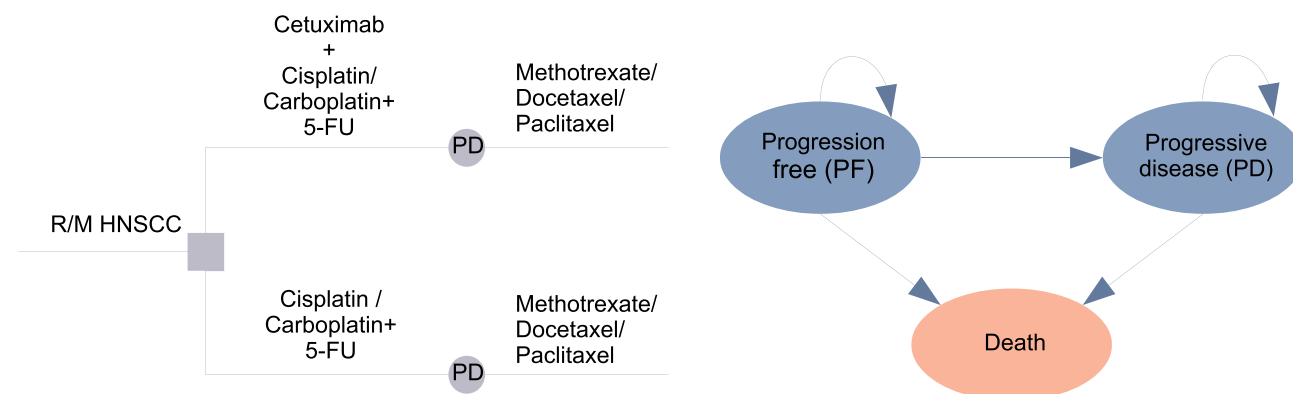 Cetuximab
+
Cisplatin/
Carboplatin+
5-FU
Methotrexate/
Docetaxel/
Paclitaxel
PD
R/M HNSCC
Cisplatin /
Carboplatin+
5-FU
Methotrexate/
Docetaxel/
Paclitaxel
PD
Progression
free (PF)
Progressive
disease (PD)
Death